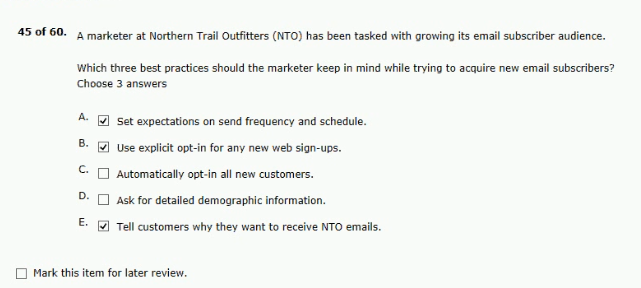 45 of 60. A marketer at Northern Trail Outfitters (NTO) has been tasked with growing its email subscriber audience.
Which three best practices should the marketer keep in mind while trying to acquire new email subscribers?
Choose 3 answers
A. Set expectations on send frequency and schedule.
B. Use explicit opt-in for any new web sign-ups.
C. Automatically opt-in all new customers.
D. Ask for detailed demographic information.
E. Tell customers why they want to receive NTO emails.
Mark this item for later review.